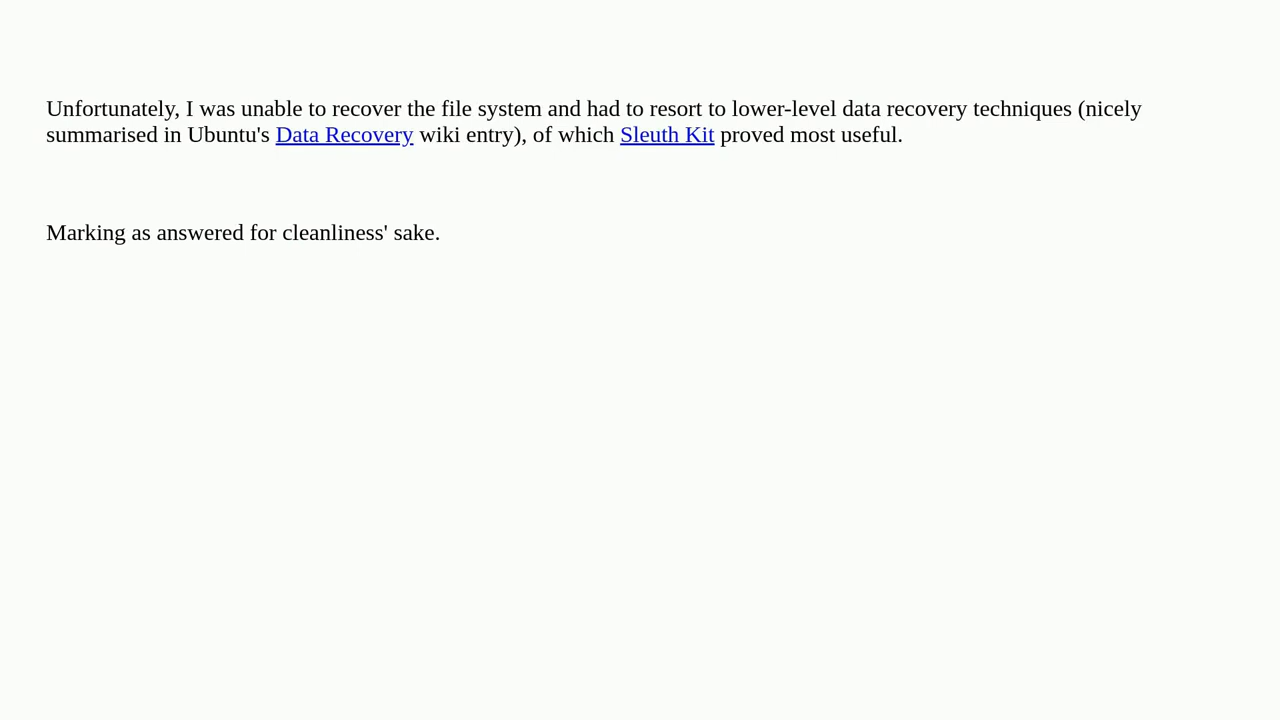 Unfortunately, I was unable to recover the file system and had to resort to lower-level data recovery techniques (nicely
summarised in Ubuntu's Data Recovery wiki entry), of which Sleuth Kit proved most useful.
Marking as answered for cleanliness' sake.